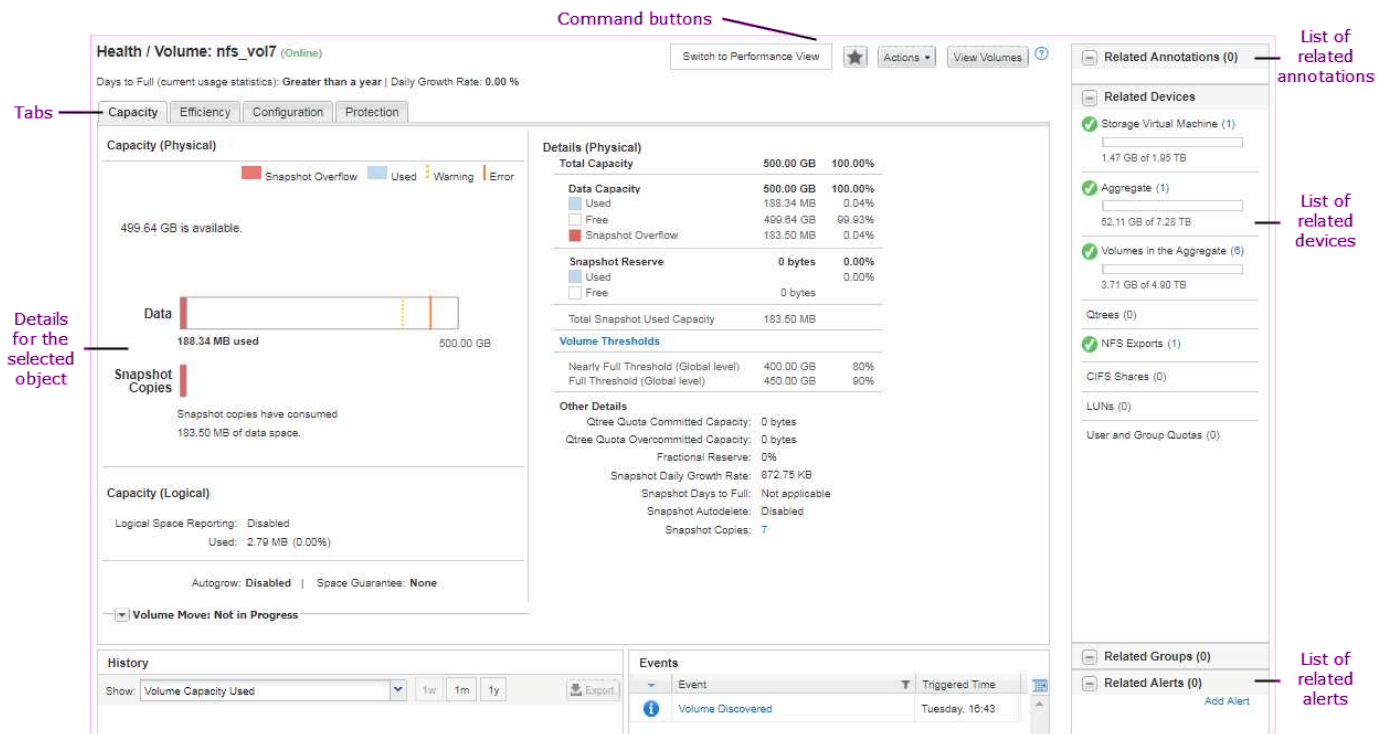 Command buttons
Health / Volume: nfs_vol7 (Online)
Switch to Performance View
Actions
View Volumes
?
Days to Full (current usage statistics): Greater than a year | Daily Growth Rate: 0.00 %
Tabs
Capacity
Efficiency
Configuration
Protection
Capacity (Physical)
Snapshot Overflow
Used
Warning
Error
499.64 GB is available.
Details for the selected object
Data
188.34 MB used
500.00 GB
Snapshot
Copies
Snapshot copies have consumed
183.50 MB of data space.
Capacity (Logical)
Logical Space Reporting: Disabled
Used: 2.79 MB (0.00%)
Autogrow: Disabled | Space Guarantee: None
Volume Move: Not in Progress
Details (Physical)
Total Capacity 500.00 GB 100.00%
Data Capacity 500.00 GB 100.00%
Used 188.34 MB 0.04%
Free 499.64 GB 99.93%
Snapshot Overflow 183.50 MB 0.04%
Snapshot Reserve 0 bytes 0.00%
Used 0.00%
Free 0 bytes
Total Snapshot Used Capacity 183.50 MB
Volume Thresholds
Nearly Full Threshold (Global level) 400.00 GB 80%
Full Threshold (Global level) 450.00 GB 90%
Other Details
Qtree Quota Committed Capacity: 0 bytes
Qtree Quota Overcommitted Capacity: 0 bytes
Fractional Reserve: 0%
Snapshot Daily Growth Rate: 872.75 KB
Snapshot Days to Full: Not applicable
Snapshot Autodelete: Disabled
Snapshot Copies: 7
Related Annotations (0)
List of
related
annotations
Related Devices
Storage Virtual Machine (1)
1.47 GB of 1.95 TB
Aggregate (1)
52.11 GB of 7.28 TB
List of
related
devices
Volumes in the Aggregate (6)
3.71 GB of 4.90 TB
Qtrees (0)
NFS Exports (1)
CIFS Shares (0)
LUNs (0)
User and Group Quotas (0)
Related Groups (0)
Related Alerts (0)
Add Alert
List of
related
alerts
History
Show: Volume Capacity Used
1w
1m
1y
Export
Events
Event
Triggered Time
Volume Discovered
Tuesday, 16:43